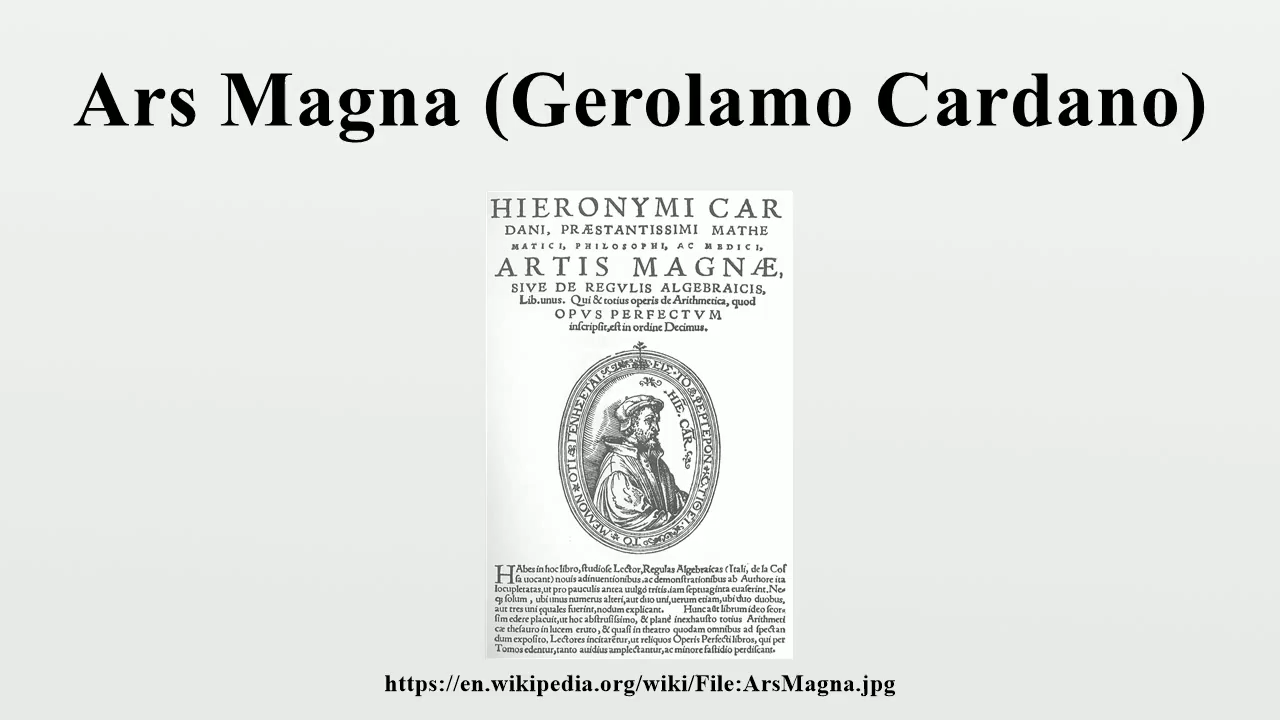 Ars Magna (Gerolamo Cardano)
HIERONYMI CAR
DANI, PRÆSTANTISSIMI MATHE
MATICI, PHILOSOPHI, AC MEDICI,
ARTIS MAGNÆ,
SIVE DE REGVLIS ALGEBRAICIS,
Lib.unus. Qui & totius operis de Arithmetica, quod
OPVS PERFECTVM
inſcripſit,eſt in ordine Decimus.
HIE. CAR.
HAbes in hoc libro, ſtudioſe Lector,Regulas Algebraicas (Itali, de la Coſ
ſa uocant) nouis adinuentionibus,ac demonſtrationibus ab Authore ita
locupletatas,ut pro pauculis antea uulgò tritis,iam ſeptuaginta euaſerint.Ne-
qꝫ ſolum , ubi unus numerus alteri,aut duo uni,uerum etiam,ubi duo duobus,
aut tres uni ęquales fuerint,nodum explicant. Hunc aũt librum ideo ſeor-
ſim edere placuit,ut hoc abſtruſiſsimo, & planè inexhauſto totius Arithmeti
cæ theſauro in lucem eruto, & quaſi in theatro quodam omnibus ad ſpectan
dum expoſito, Lectores incitarẽtur,ut reliquos Operis Perfecti libros, qui per
Tomos edentur,tanto auidius amplectantur,ac minore faſtidio perdiſcant.
https://en.wikipedia.org/wiki/File:ArsMagna.jpg